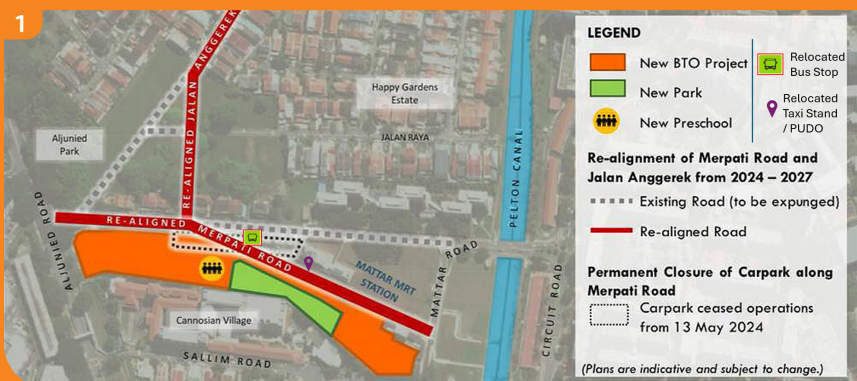 1
RE-ALIGNED JALAN ANGGEREK
Happy Gardens
Estate
JALAN RAYA
Aljunied
Park
PELTON CANAL
ALJUNIED ROAD
RE-ALIGNED MERPATI ROAD
MATTAR MRT
STATION
MATTAR ROAD
CIRCUIT ROAD
Cannosian Village
SALLIM ROAD
LEGEND
New BTO Project
New Park
New Preschool
Relocated
Bus Stop
Relocated
Taxi Stand
/ PUDO
Re-alignment of Merpati Road and
Jalan Anggerek from 2024 – 2027
Existing Road (to be expunged)
Re-aligned Road
Permanent Closure of Carpark along
Merpati Road
Carpark ceased operations
from 13 May 2024
(Plans are indicative and subject to change.)